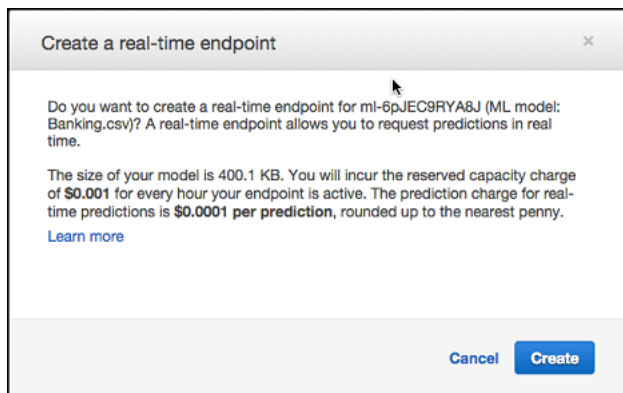 Create a real-time endpoint ×
Do you want to create a real-time endpoint for ml-6pJEC9RYA8J (ML model:
Banking.csv)? A real-time endpoint allows you to request predictions in real
time.
The size of your model is 400.1 KB. You will incur the reserved capacity charge
of $0.001 for every hour your endpoint is active. The prediction charge for real-
time predictions is $0.0001 per prediction, rounded up to the nearest penny.
Learn more
Cancel Create